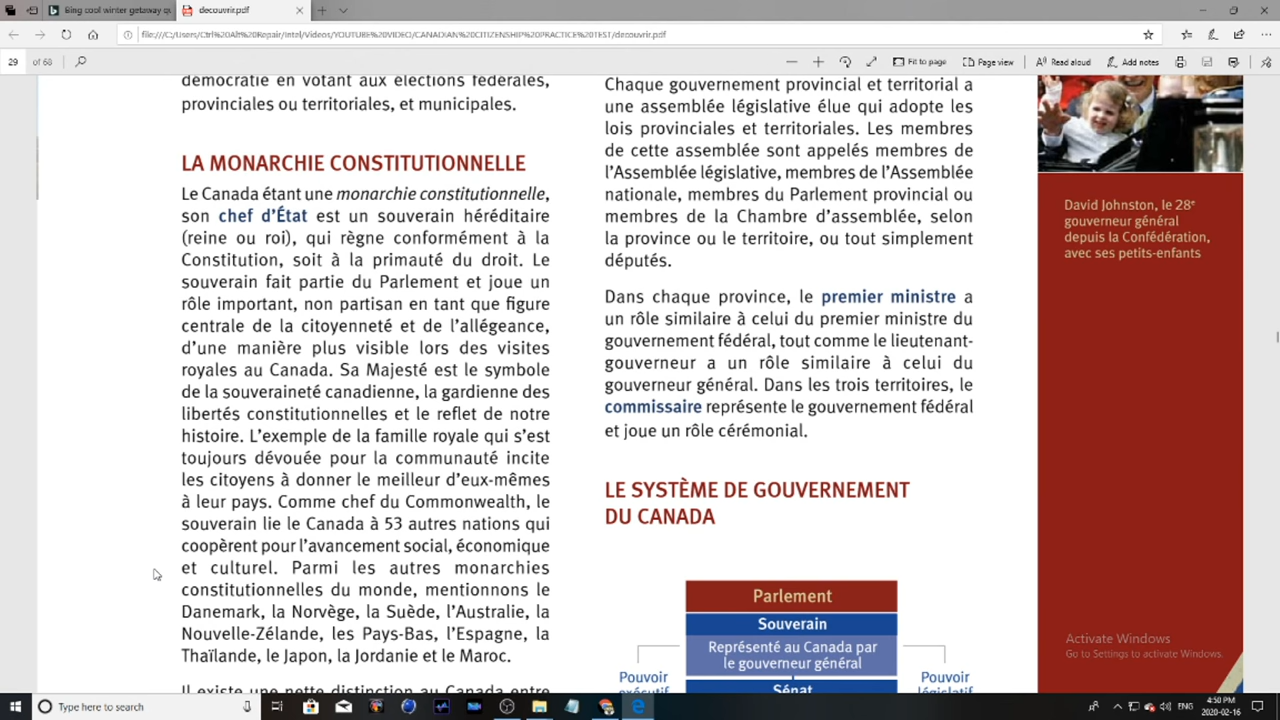 Bing cool winter getaway qu
decouvrir.pdf
file:///C:/Users/Ctrl%20Alt%20Repair/Intel/Videos/YOUTUBE%20VIDEO/CANADIAN%20CITIZENSHIP%20PRACTICE%20TEST/decouvrir.pdf
29 of 68
Fit to page
Page view
Read aloud
Add notes
démocratie en votant aux élections fédérales,
provinciales ou territoriales, et municipales.
LA MONARCHIE CONSTITUTIONNELLE
Le Canada étant une monarchie constitutionnelle,
son chef d’État est un souverain héréditaire
(reine ou roi), qui règne conformément à la
Constitution, soit à la primauté du droit. Le
souverain fait partie du Parlement et joue un
rôle important, non partisan en tant que figure
centrale de la citoyenneté et de l’allégeance,
d’une manière plus visible lors des visites
royales au Canada. Sa Majesté est le symbole
de la souveraineté canadienne, la gardienne des
libertés constitutionnelles et le reflet de notre
histoire. L’exemple de la famille royale qui s’est
toujours dévouée pour la communauté incite
les citoyens à donner le meilleur d’eux-mêmes
à leur pays. Comme chef du Commonwealth, le
souverain lie le Canada à 53 autres nations qui
coopèrent pour l’avancement social, économique
et culturel. Parmi les autres monarchies
constitutionnelles du monde, mentionnons le
Danemark, la Norvège, la Suède, l’Australie, la
Nouvelle-Zélande, les Pays-Bas, l’Espagne, la
Thaïlande, le Japon, la Jordanie et le Maroc.
Il existe une nette distinction au Canada entre
Chaque gouvernement provincial et territorial a
une assemblée législative élue qui adopte les
lois provinciales et territoriales. Les membres
de cette assemblée sont appelés membres de
l’Assemblée législative, membres de l’Assemblée
nationale, membres du Parlement provincial ou
membres de la Chambre d’assemblée, selon
la province ou le territoire, ou tout simplement
députés.
Dans chaque province, le premier ministre a
un rôle similaire à celui du premier ministre du
gouvernement fédéral, tout comme le lieutenant-
gouverneur a un rôle similaire à celui du
gouverneur général. Dans les trois territoires, le
commissaire représente le gouvernement fédéral
et joue un rôle cérémonial.
LE SYSTÈME DE GOUVERNEMENT
DU CANADA
Parlement
Souverain
Représenté au Canada par
le gouverneur général
Sénat
Pouvoir
exécutif
Pouvoir
législatif
David Johnston, le 28e
gouverneur général
depuis la Confédération,
avec ses petits-enfants
Activate Windows
Go to Settings to activate Windows.
Type here to search
4:50 PM
2020-02-16